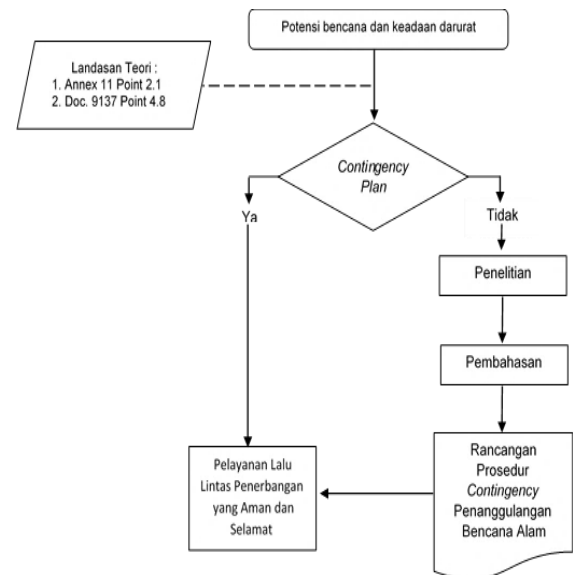 Potensi bencana dan keadaan darurat
Landasan Teori :
1. Annex 11 Point 2.1
2. Doc. 9137 Point 4.8
Contingency
Plan
Ya
Tidak
Penelitian
Pembahasan
Pelayanan Lalu
Lintas Penerbangan
yang Aman dan
Selamat
Rancangan
Prosedur
Contingency
Penanggulangan
Bencana Alam